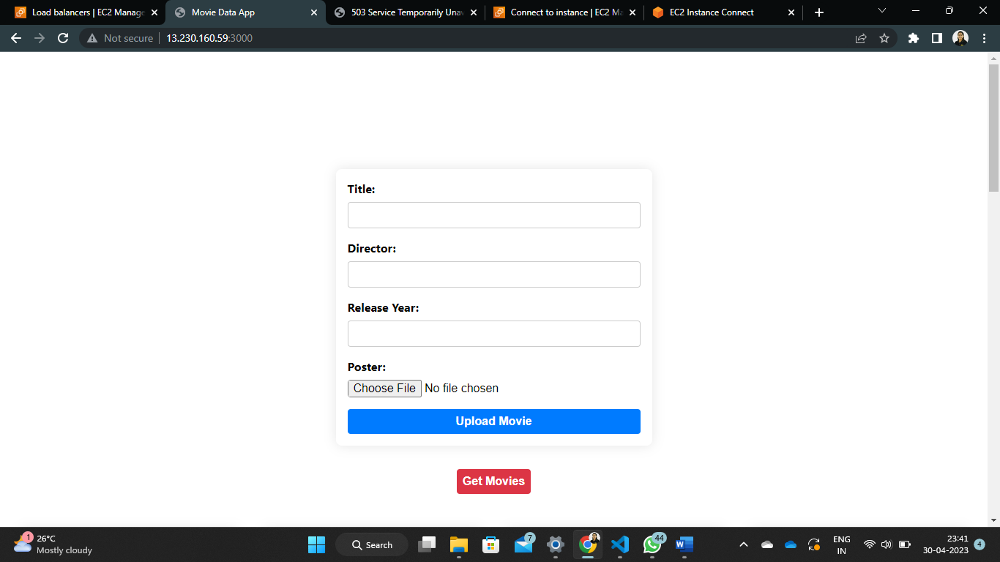 Load balancers | EC2 Manage
Movie Data App
503 Service Temporarily Unav
Connect to instance | EC2 Ma
EC2 Instance Connect
Not secure
13.230.160.59:3000
Title:
Director:
Release Year:
Poster:
Choose File No file chosen
Upload Movie
Get Movies
1
26°C
Mostly cloudy
Search
7
44
ENG
IN
23:41
30-04-2023
4